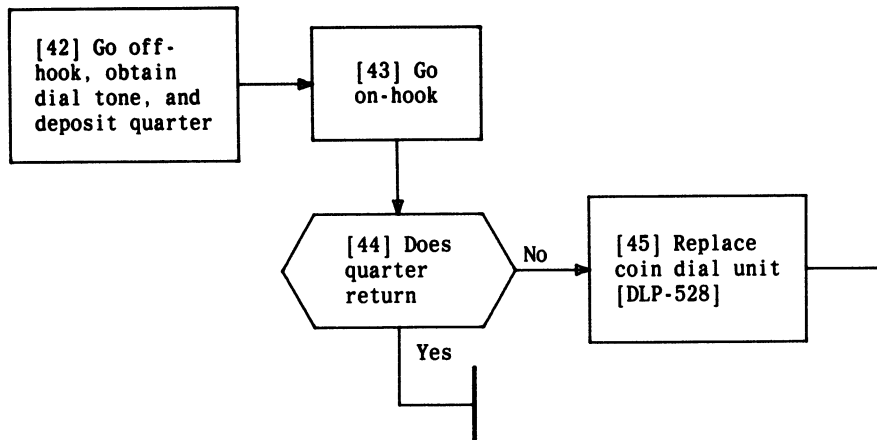 [42] Go off-
hook, obtain
dial tone, and
deposit quarter
[43] Go
on-hook
[44] Does
quarter
return
No
[45] Replace
coin dial unit
[DLP-528]
Yes